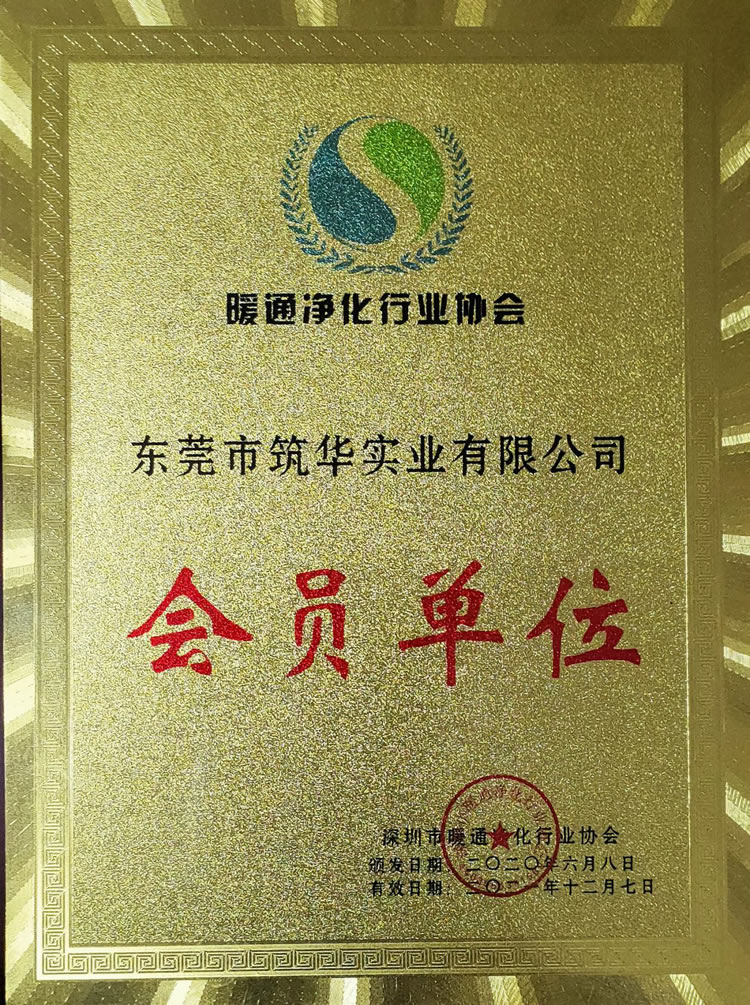 暖通净化行业协会
东莞市筑华实业有限公司
会员单位
深圳市暖通净化行业协会
颁发日期：二〇二〇年六月八日
有效日期：二〇二一年十二月七日